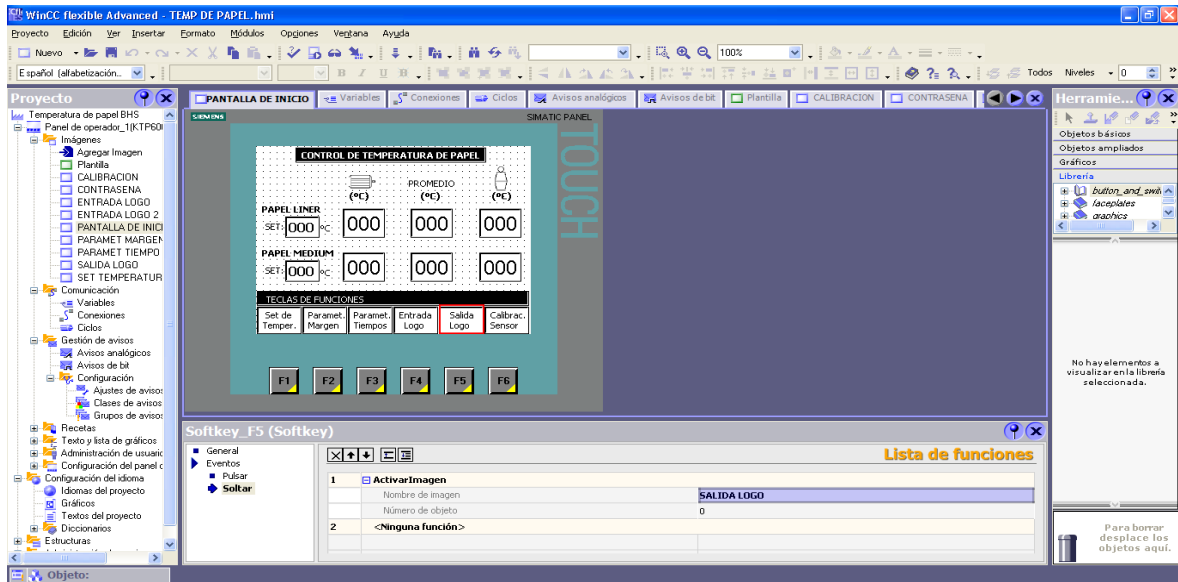 WinCC flexible Advanced - TEMP DE PAPEL.hmi
Proyecto Edición Ver Insertar Formato Módulos Opciones Ventana Ayuda
Nuevo 100%
Español (alfabetización... Todos Niveles 0
Proyecto
Temperatura de papel BHS
Panel de operador_1(KTP60
Imágenes
Agregar Imagen
Plantilla
CALIBRACION
CONTRASENA
ENTRADA LOGO
ENTRADA LOGO 2
PANTALLA DE INICI
PARAMET MARGEN
PARAMET TIEMPO
SALIDA LOGO
SET TEMPERATUR
Comunicación
Variables
Conexiones
Ciclos
Gestión de avisos
Avisos analógicos
Avisos de bit
Configuración
Ajustes de avisos
Clases de avisos
Grupos de avisos
Recetas
Texto y lista de gráficos
Administración de usuaric
Configuración del panel c
Configuración del idioma
Idiomas del proyecto
Gráficos
Textos del proyecto
Diccionarios
Estructuras
PANTALLA DE INICIO Variables Conexiones Ciclos Avisos analógicos Avisos de bit Plantilla CALIBRACION CONTRASENA
SIEMENS SIMATIC PANEL
TOUCH
CONTROL DE TEMPERATURA DE PAPEL
PROMEDIO
(ºC) (ºC) (ºC)
PAPEL LINER
SET: 000 ºC 000 000 000
PAPEL MEDIUM
SET: 000 ºC 000 000 000
TECLAS DE FUNCIONES
Set de Temper. Paramet. Margen Paramet. Tiempos Entrada Logo Salida Logo Calibrac. Sensor
F1 F2 F3 F4 F5 F6
Softkey_F5 (Softkey)
General
Eventos
Pulsar
Soltar
Lista de funciones
1 ActivarImagen
Nombre de imagen SALIDA LOGO
Número de objeto 0
2 <Ninguna función>
Herramie...
Objetos básicos
Objetos ampliados
Gráficos
Librería
button_and_swit
faceplates
graphics
No hay elementos a
visualizar en la librería
seleccionada.
Para borrar
desplace los
objetos aquí.
Objeto: